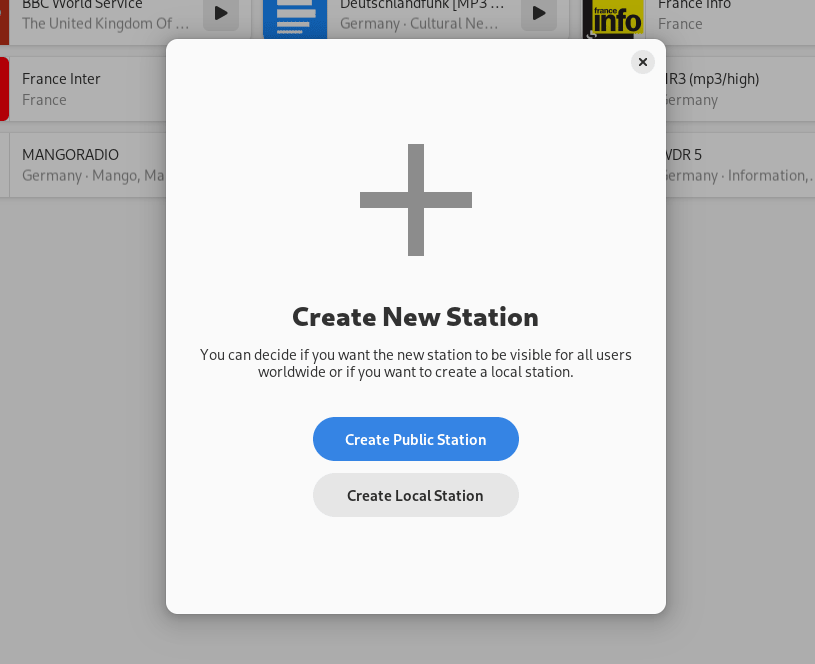 BBC World Service
The United Kingdom Of …
Deutschlandfunk [MP3 …
Germany · Cultural Ne…
france
info
France Info
France
France Inter
France
Germany
MANGORADIO
Germany · Mango, Ma
WDR 5
Germany · Information,…
Create New Station
You can decide if you want the new station to be visible for all users
worldwide or if you want to create a local station.
Create Public Station
Create Local Station